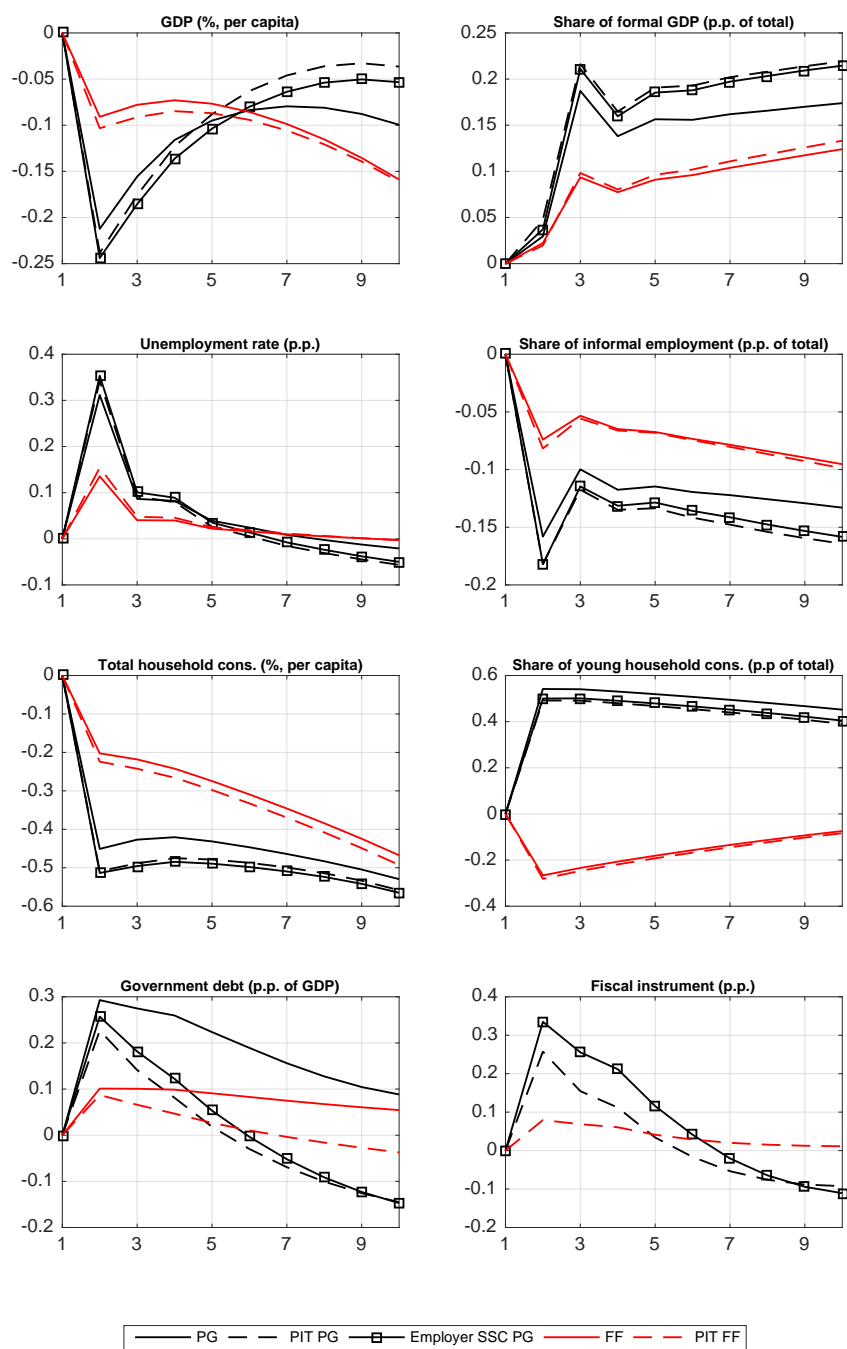 GDP (%, per capita)
0
-0.05
-0.1
-0.15
-0.2
-0.25
1 3 5 7 9
Share of formal GDP (p.p. of total)
0.25
0.2
0.15
0.1
0.05
0
1 3 5 7 9
Unemployment rate (p.p.)
0.4
0.3
0.2
0.1
0
-0.1
1 3 5 7 9
Share of informal employment (p.p. of total)
0
-0.05
-0.1
-0.15
-0.2
1 3 5 7 9
Total household cons. (%, per capita)
0
-0.1
-0.2
-0.3
-0.4
-0.5
-0.6
1 3 5 7 9
Share of young household cons. (p.p of total)
0.6
0.4
0.2
0
-0.2
-0.4
1 3 5 7 9
Government debt (p.p. of GDP)
0.3
0.2
0.1
0
-0.1
-0.2
1 3 5 7 9
Fiscal instrument (p.p.)
0.4
0.3
0.2
0.1
0
-0.1
-0.2
1 3 5 7 9
PG PIT PG Employer SSC PG FF PIT FF